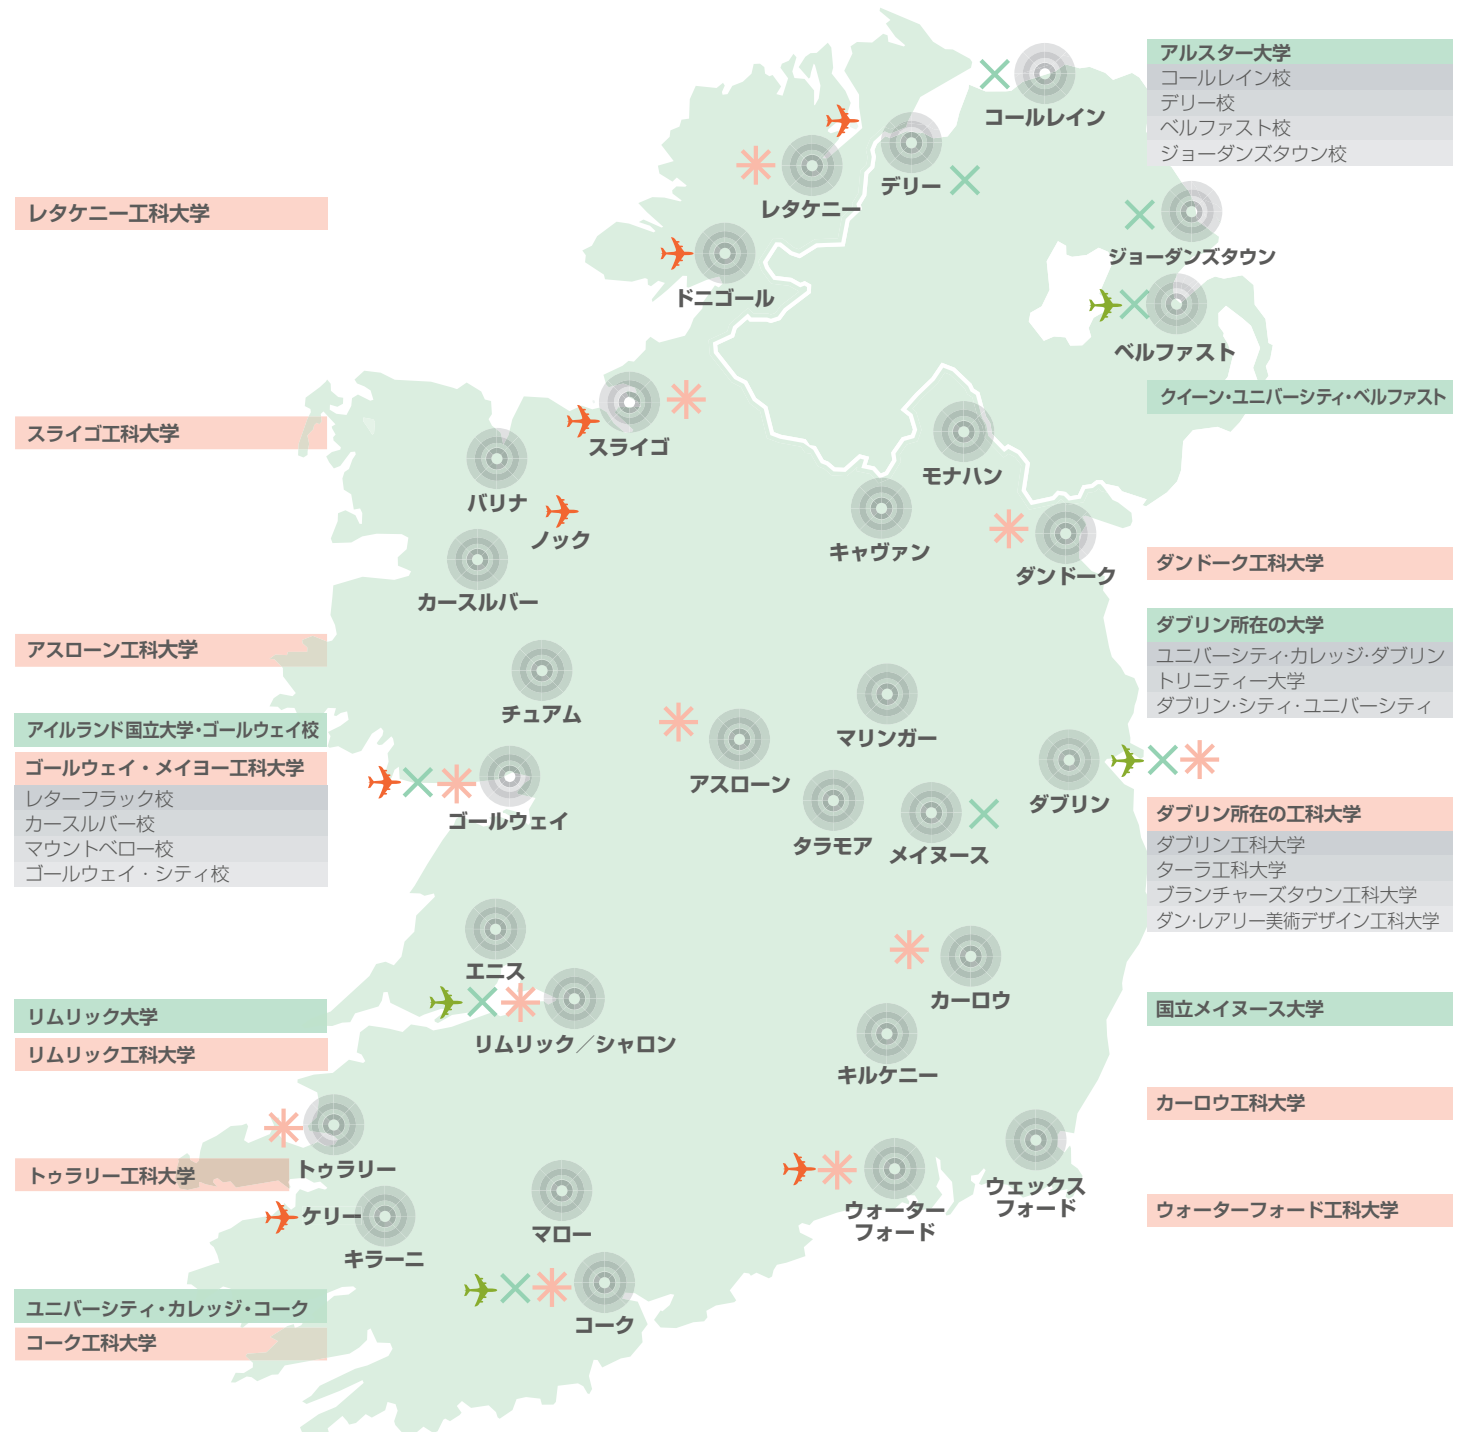 アルスター大学
コールレイン校
デリー校
ベルファスト校
ジョーダンズタウン校
コールレイン
デリー
レタケニー
レタケニー工科大学
ジョーダンズタウン
ドニゴール
ベルファスト
クイーン・ユニバーシティ・ベルファスト
スライゴ工科大学
スライゴ
モナハン
バリナ
ノック
キャヴァン
ダンドーク
ダンドーク工科大学
カースルバー
ダブリン所在の大学
ユニバーシティ・カレッジ・ダブリン
トリニティー大学
ダブリン・シティ・ユニバーシティ
アスローン工科大学
チュアム
マリンガー
アイルランド国立大学・ゴールウェイ校
ゴールウェイ・メイヨー工科大学
レターフラック校
カースルバー校
マウントベロー校
ゴールウェイ・シティ校
アスローン
ゴールウェイ
タラモア
メイヌース
ダブリン
ダブリン所在の工科大学
ダブリン工科大学
ターラ工科大学
ブランチャーズタウン工科大学
ダン・レアリー美術デザイン工科大学
エニス
カーロウ
国立メイヌース大学
リムリック大学
リムリック工科大学
リムリック／シャロン
キルケニー
カーロウ工科大学
トゥラリー
トゥラリー工科大学
ケリー
キラーニ
マロー
ウォーター
フォード
ウェックス
フォード
ウォーターフォード工科大学
ユニバーシティ・カレッジ・コーク
コーク工科大学
コーク